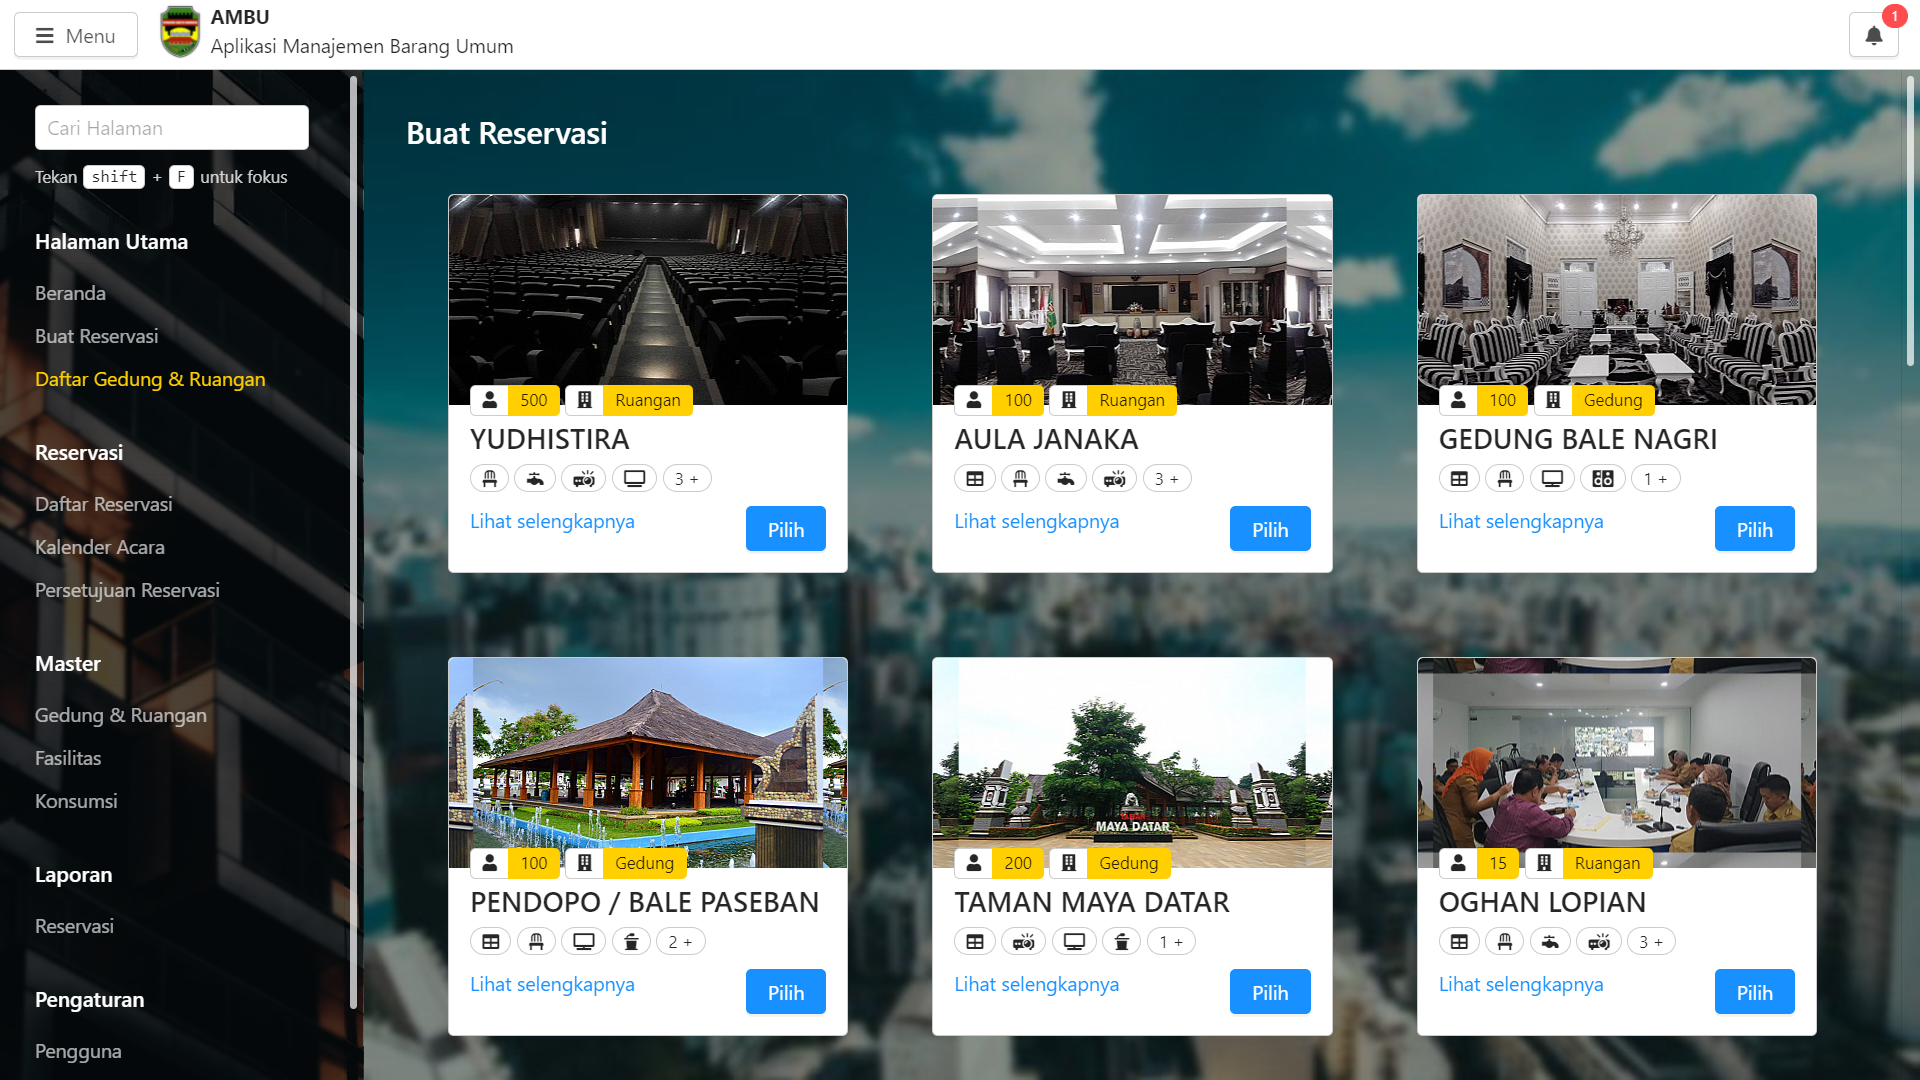 Menu
AMBU
Aplikasi Manajemen Barang Umum
1
Cari Halaman
Tekan shift + F untuk fokus
Halaman Utama
Beranda
Buat Reservasi
Daftar Gedung & Ruangan
Reservasi
Daftar Reservasi
Kalender Acara
Persetujuan Reservasi
Master
Gedung & Ruangan
Fasilitas
Konsumsi
Laporan
Reservasi
Pengaturan
Pengguna
Buat Reservasi
500 Ruangan
YUDHISTIRA
3 +
Lihat selengkapnya
Pilih
100 Ruangan
AULA JANAKA
3 +
Lihat selengkapnya
Pilih
100 Gedung
GEDUNG BALE NAGRI
1 +
Lihat selengkapnya
Pilih
100 Gedung
PENDOPO / BALE PASEBAN
2 +
Lihat selengkapnya
Pilih
TAMAN
MAYA DATAR
200 Gedung
TAMAN MAYA DATAR
1 +
Lihat selengkapnya
Pilih
15 Ruangan
OGHAN LOPIAN
3 +
Lihat selengkapnya
Pilih